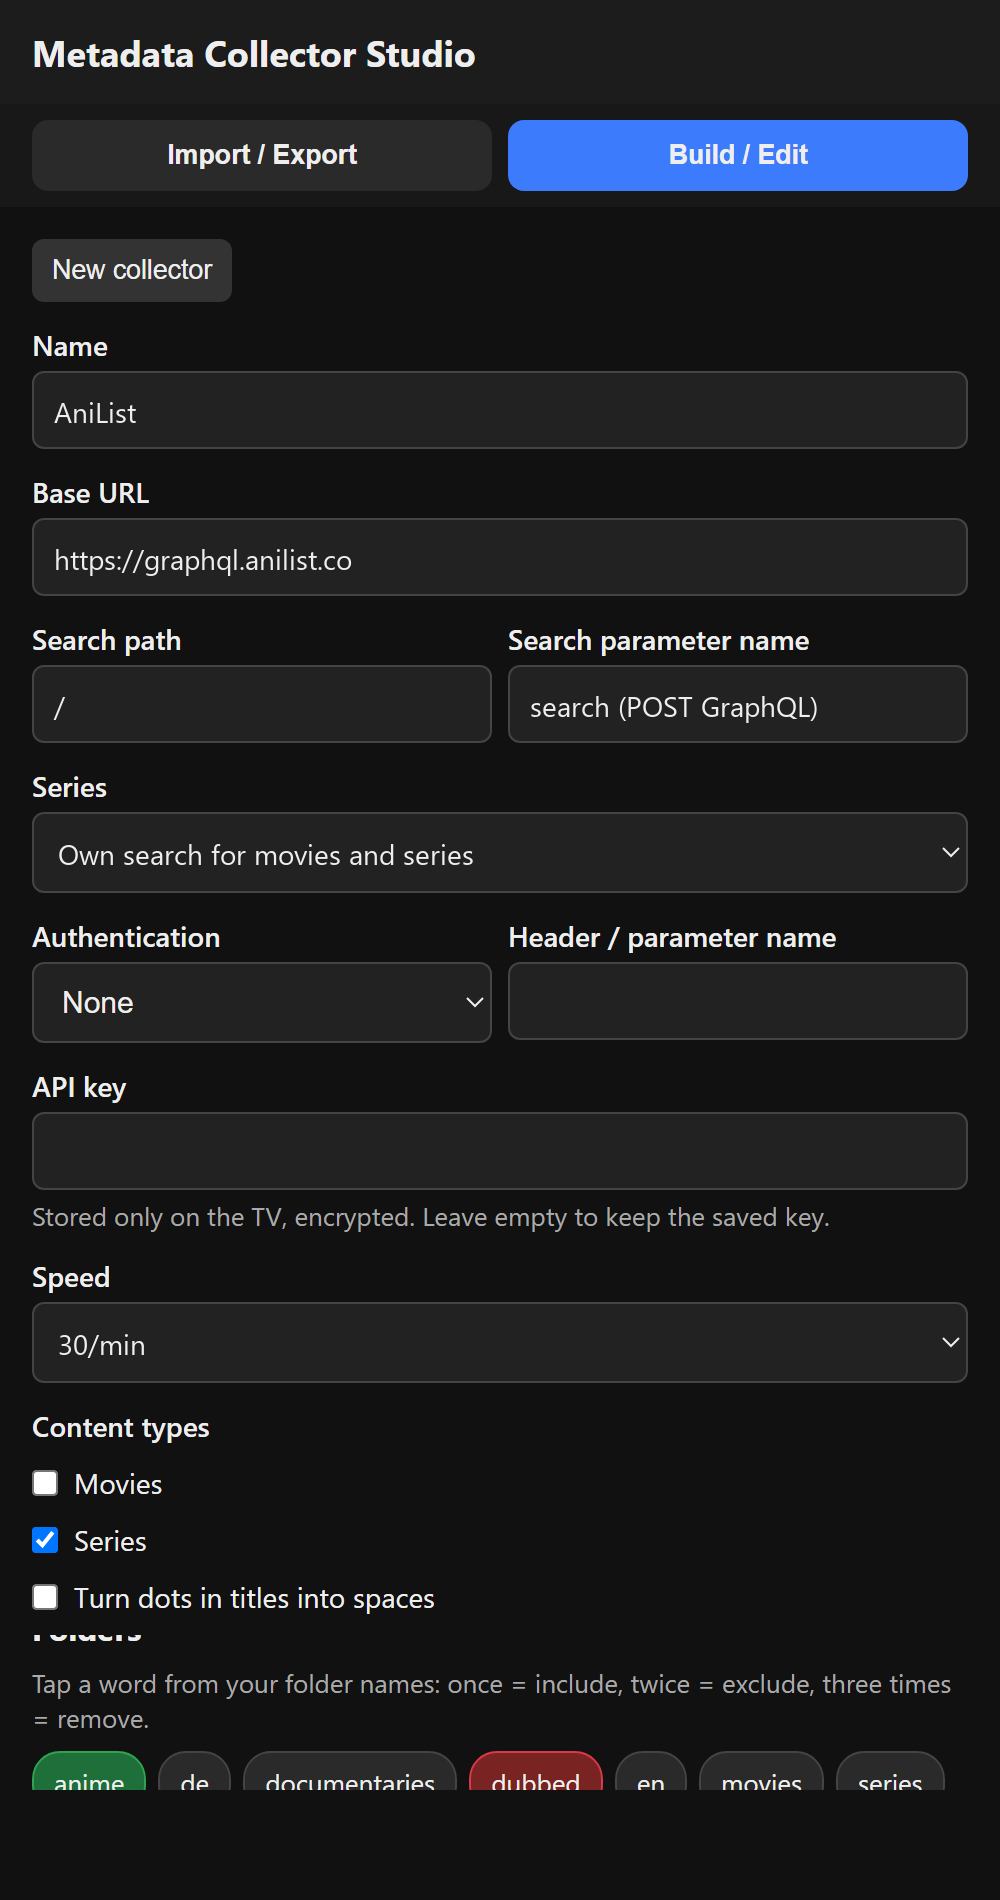 Metadata Collector Studio
Import / Export
Build / Edit
New collector
Name
AniList
Base URL
https://graphql.anilist.co
Search path
Search parameter name
/
search (POST GraphQL)
Series
Own search for movies and series
Authentication
Header / parameter name
None
API key
Stored only on the TV, encrypted. Leave empty to keep the saved key.
Speed
30/min
Content types
Movies
Series
Turn dots in titles into spaces
Folders
Tap a word from your folder names: once = include, twice = exclude, three times
= remove.
anime
de
documentaries
dubbed
en
movies
series